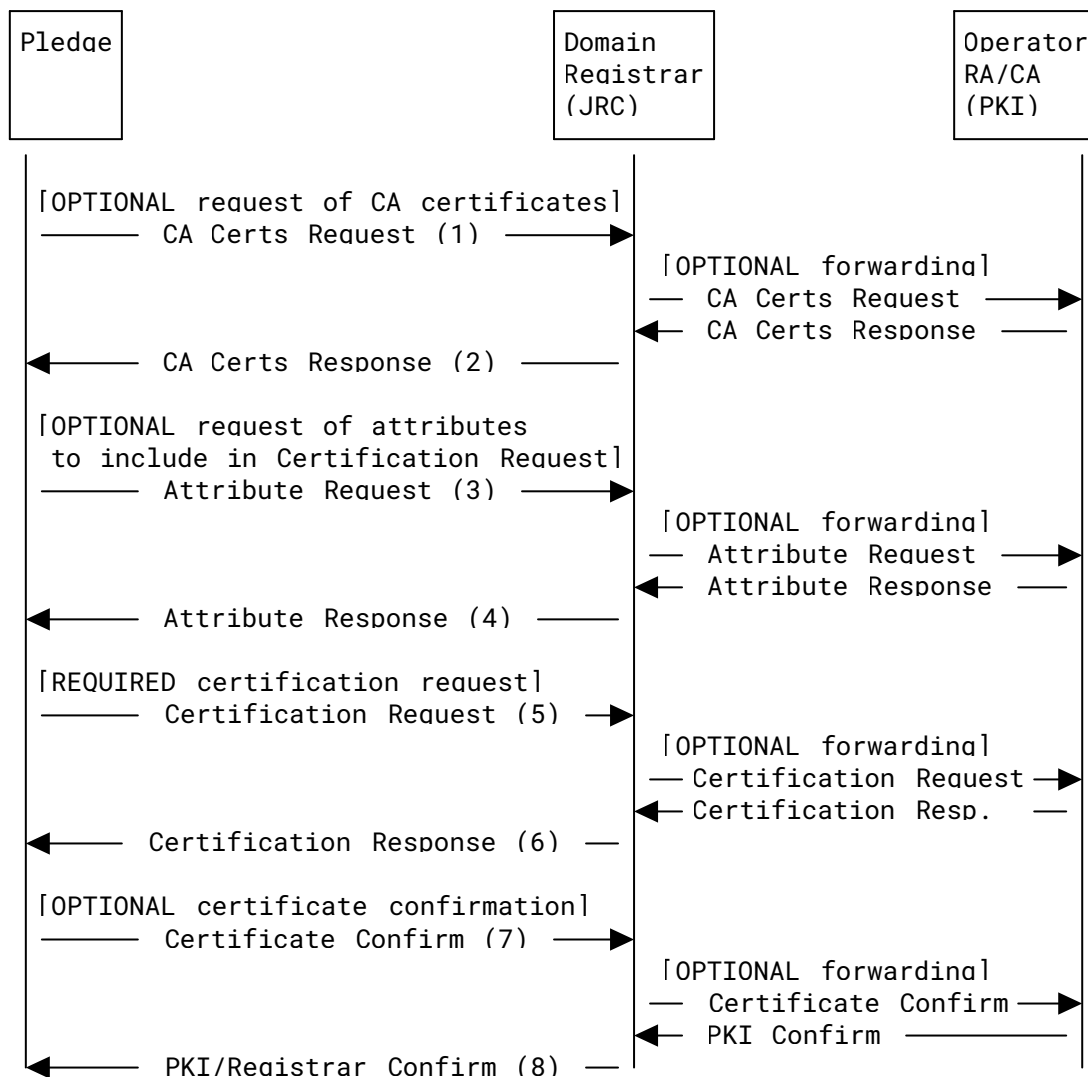 Pledge
Domain
Registrar
(JRC)
Operator
RA/CA
(PKI)
[OPTIONAL request of CA certificates]
CA Certs Request (1)
[OPTIONAL forwarding]
CA Certs Request
CA Certs Response
CA Certs Response (2)
[OPTIONAL request of attributes
to include in Certification Request]
Attribute Request (3)
[OPTIONAL forwarding]
Attribute Request
Attribute Response
Attribute Response (4)
[REQUIRED certification request]
Certification Request (5)
[OPTIONAL forwarding]
Certification Request
Certification Resp.
Certification Response (6)
[OPTIONAL certificate confirmation]
Certificate Confirm (7)
[OPTIONAL forwarding]
Certificate Confirm
PKI Confirm
PKI/Registrar Confirm (8)